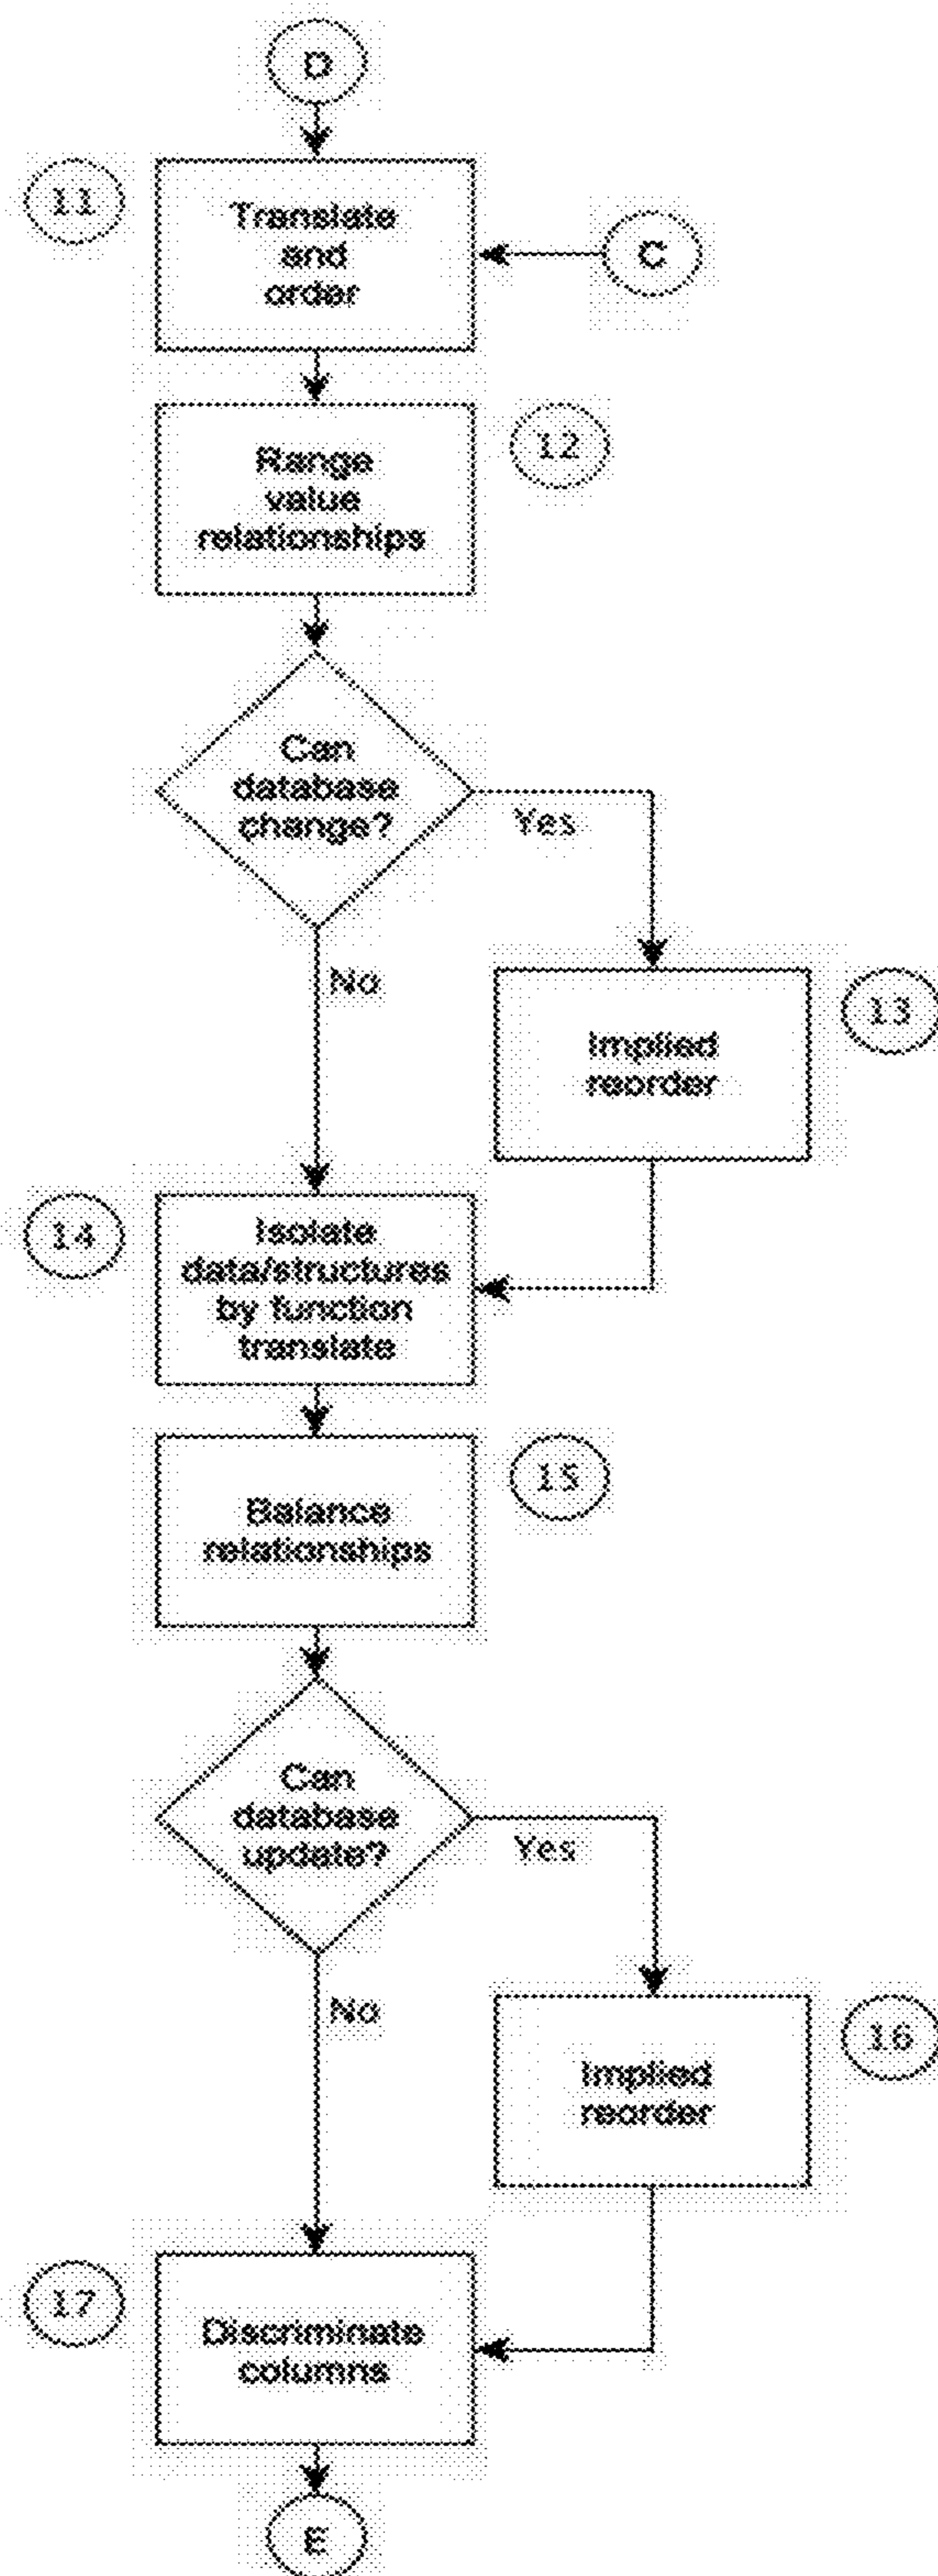 D
11
Translate
and
order
C
Range
value
relationships
12
Can
database
change?
Yes
No
Implied
reorder
13
14
Isolate
data/structures
by function
translate
Balance
relationships
15
Can
database
update?
Yes
No
Implied
reorder
16
17
Discriminate
columns
E